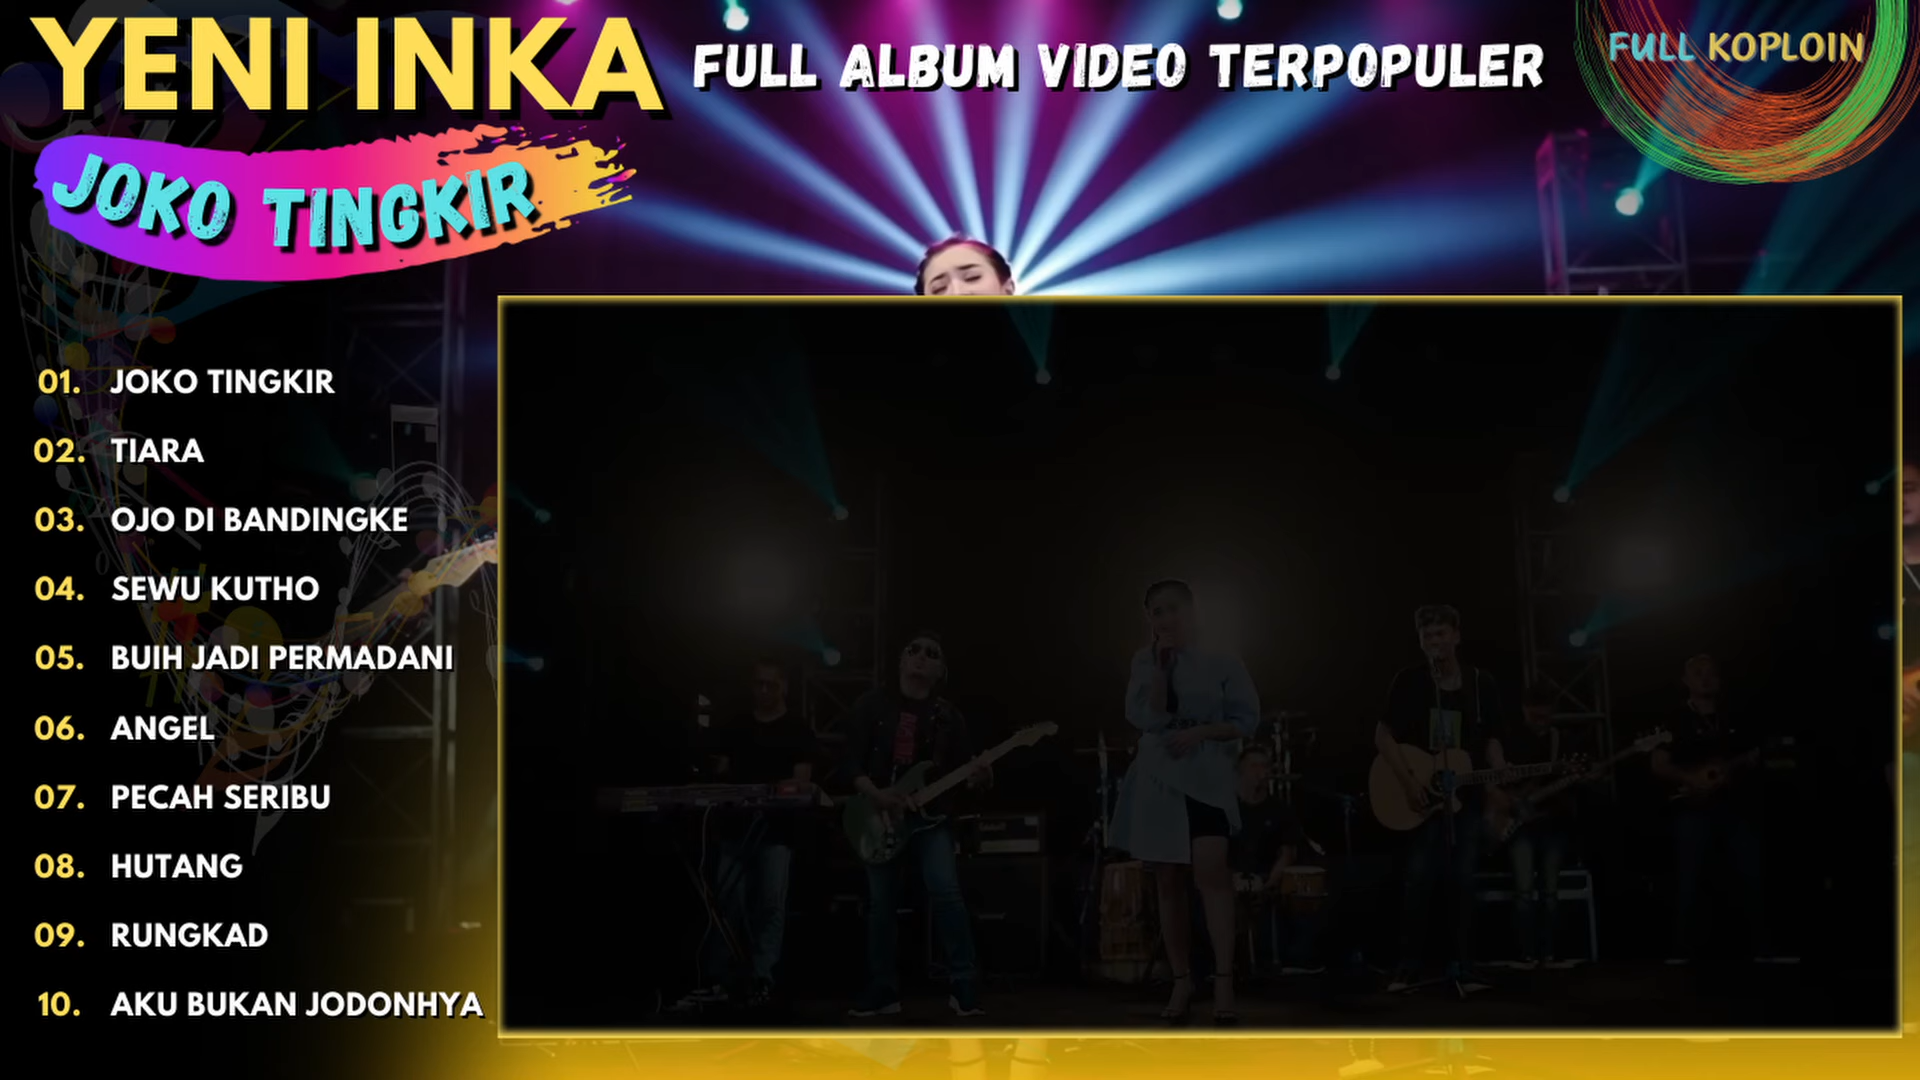 YENI INKA
FULL ALBUM VIDEO TERPOPULER
FULL KOPLOIN
JOKO TINGKIR
01. JOKO TINGKIR
02. TIARA
03. OJO DI BANDINGKE
04. SEWU KUTHO
05. BUIH JADI PERMADANI
06. ANGEL
07. PECAH SERIBU
08. HUTANG
09. RUNGKAD
10. AKU BUKAN JODONHYA